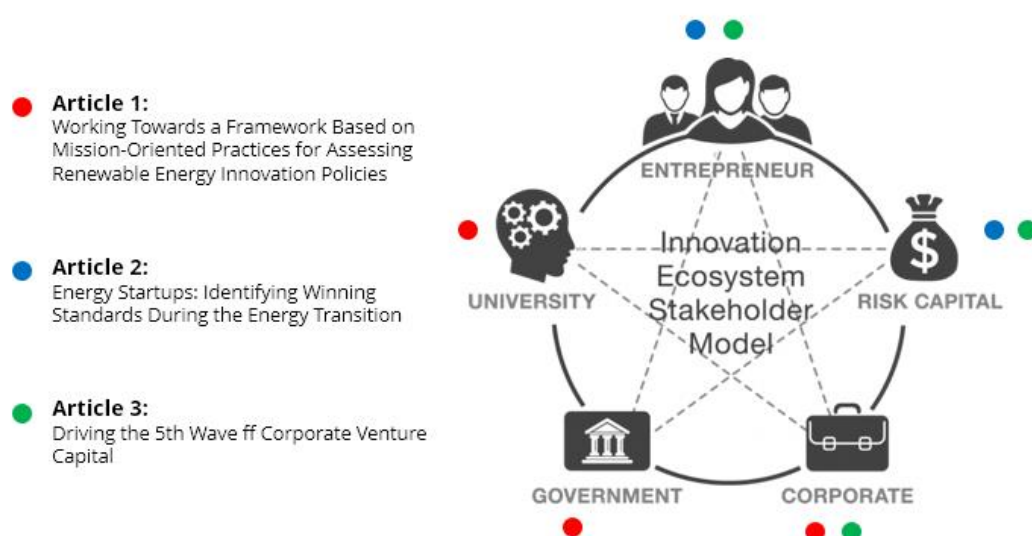 Article 1:
Working Towards a Framework Based on
Mission-Oriented Practices for Assessing
Renewable Energy Innovation Policies
Article 2:
Energy Startups: Identifying Winning
Standards During the Energy Transition
Article 3:
Driving the 5th Wave ff Corporate Venture
Capital
ENTREPRENEUR
UNIVERSITY
$
RISK CAPITAL
Innovation
Ecosystem
Stakeholder
Model
GOVERNMENT
CORPORATE